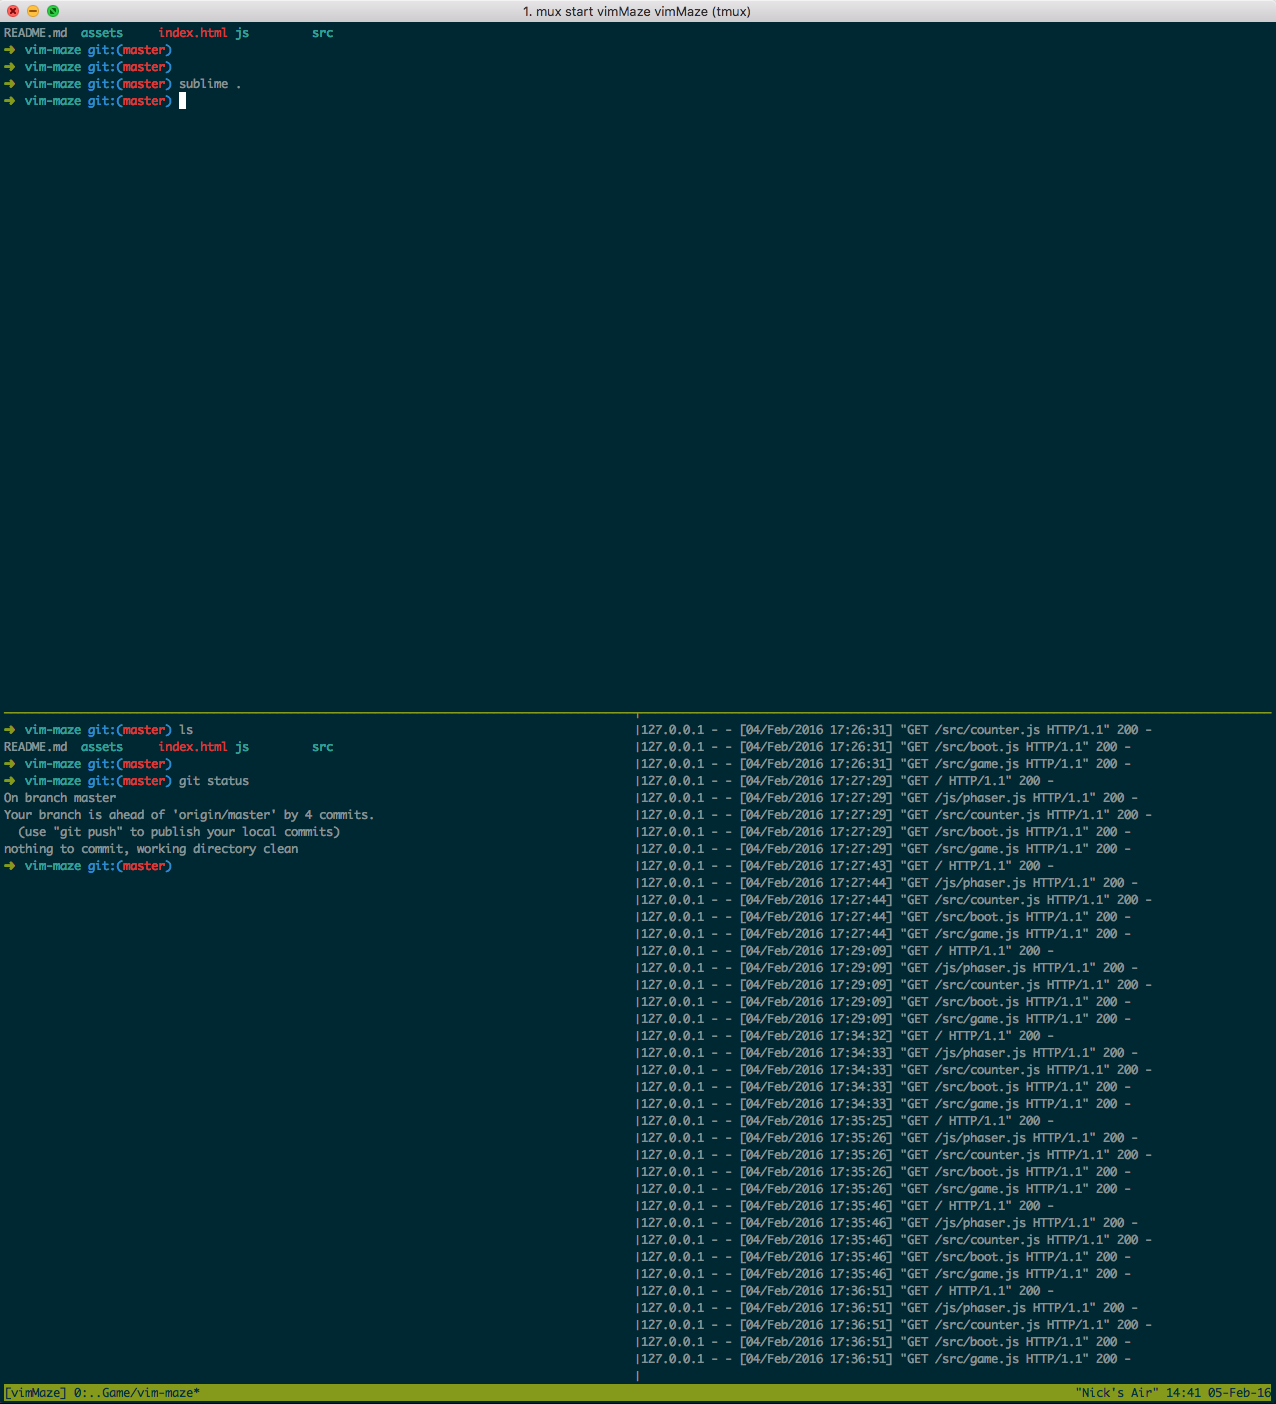 1. mux start vimMaze vimMaze (tmux)
README.md  assets     index.html js         src
➜  vim-maze git:(master)
➜  vim-maze git:(master)
➜  vim-maze git:(master) sublime .
➜  vim-maze git:(master)
➜  vim-maze git:(master) ls
README.md  assets     index.html js         src
➜  vim-maze git:(master)
➜  vim-maze git:(master) git status
On branch master
Your branch is ahead of 'origin/master' by 4 commits.
  (use "git push" to publish your local commits)
nothing to commit, working directory clean
➜  vim-maze git:(master)
127.0.0.1 - - [04/Feb/2016 17:26:31] "GET /src/counter.js HTTP/1.1" 200 -
127.0.0.1 - - [04/Feb/2016 17:26:31] "GET /src/boot.js HTTP/1.1" 200 -
127.0.0.1 - - [04/Feb/2016 17:26:31] "GET /src/game.js HTTP/1.1" 200 -
127.0.0.1 - - [04/Feb/2016 17:27:29] "GET / HTTP/1.1" 200 -
127.0.0.1 - - [04/Feb/2016 17:27:29] "GET /js/phaser.js HTTP/1.1" 200 -
127.0.0.1 - - [04/Feb/2016 17:27:29] "GET /src/counter.js HTTP/1.1" 200 -
127.0.0.1 - - [04/Feb/2016 17:27:29] "GET /src/boot.js HTTP/1.1" 200 -
127.0.0.1 - - [04/Feb/2016 17:27:29] "GET /src/game.js HTTP/1.1" 200 -
127.0.0.1 - - [04/Feb/2016 17:27:43] "GET / HTTP/1.1" 200 -
127.0.0.1 - - [04/Feb/2016 17:27:44] "GET /js/phaser.js HTTP/1.1" 200 -
127.0.0.1 - - [04/Feb/2016 17:27:44] "GET /src/counter.js HTTP/1.1" 200 -
127.0.0.1 - - [04/Feb/2016 17:27:44] "GET /src/boot.js HTTP/1.1" 200 -
127.0.0.1 - - [04/Feb/2016 17:27:44] "GET /src/game.js HTTP/1.1" 200 -
127.0.0.1 - - [04/Feb/2016 17:29:09] "GET / HTTP/1.1" 200 -
127.0.0.1 - - [04/Feb/2016 17:29:09] "GET /js/phaser.js HTTP/1.1" 200 -
127.0.0.1 - - [04/Feb/2016 17:29:09] "GET /src/counter.js HTTP/1.1" 200 -
127.0.0.1 - - [04/Feb/2016 17:29:09] "GET /src/boot.js HTTP/1.1" 200 -
127.0.0.1 - - [04/Feb/2016 17:29:09] "GET /src/game.js HTTP/1.1" 200 -
127.0.0.1 - - [04/Feb/2016 17:34:32] "GET / HTTP/1.1" 200 -
127.0.0.1 - - [04/Feb/2016 17:34:33] "GET /js/phaser.js HTTP/1.1" 200 -
127.0.0.1 - - [04/Feb/2016 17:34:33] "GET /src/counter.js HTTP/1.1" 200 -
127.0.0.1 - - [04/Feb/2016 17:34:33] "GET /src/boot.js HTTP/1.1" 200 -
127.0.0.1 - - [04/Feb/2016 17:34:33] "GET /src/game.js HTTP/1.1" 200 -
127.0.0.1 - - [04/Feb/2016 17:35:25] "GET / HTTP/1.1" 200 -
127.0.0.1 - - [04/Feb/2016 17:35:26] "GET /js/phaser.js HTTP/1.1" 200 -
127.0.0.1 - - [04/Feb/2016 17:35:26] "GET /src/counter.js HTTP/1.1" 200 -
127.0.0.1 - - [04/Feb/2016 17:35:26] "GET /src/boot.js HTTP/1.1" 200 -
127.0.0.1 - - [04/Feb/2016 17:35:26] "GET /src/game.js HTTP/1.1" 200 -
127.0.0.1 - - [04/Feb/2016 17:35:46] "GET / HTTP/1.1" 200 -
127.0.0.1 - - [04/Feb/2016 17:35:46] "GET /js/phaser.js HTTP/1.1" 200 -
127.0.0.1 - - [04/Feb/2016 17:35:46] "GET /src/counter.js HTTP/1.1" 200 -
127.0.0.1 - - [04/Feb/2016 17:35:46] "GET /src/boot.js HTTP/1.1" 200 -
127.0.0.1 - - [04/Feb/2016 17:35:46] "GET /src/game.js HTTP/1.1" 200 -
127.0.0.1 - - [04/Feb/2016 17:36:51] "GET / HTTP/1.1" 200 -
127.0.0.1 - - [04/Feb/2016 17:36:51] "GET /js/phaser.js HTTP/1.1" 200 -
127.0.0.1 - - [04/Feb/2016 17:36:51] "GET /src/counter.js HTTP/1.1" 200 -
127.0.0.1 - - [04/Feb/2016 17:36:51] "GET /src/boot.js HTTP/1.1" 200 -
127.0.0.1 - - [04/Feb/2016 17:36:51] "GET /src/game.js HTTP/1.1" 200 -
[vimMaze] 0:..Game/vim-maze* "Nick's Air" 14:41 05-Feb-16